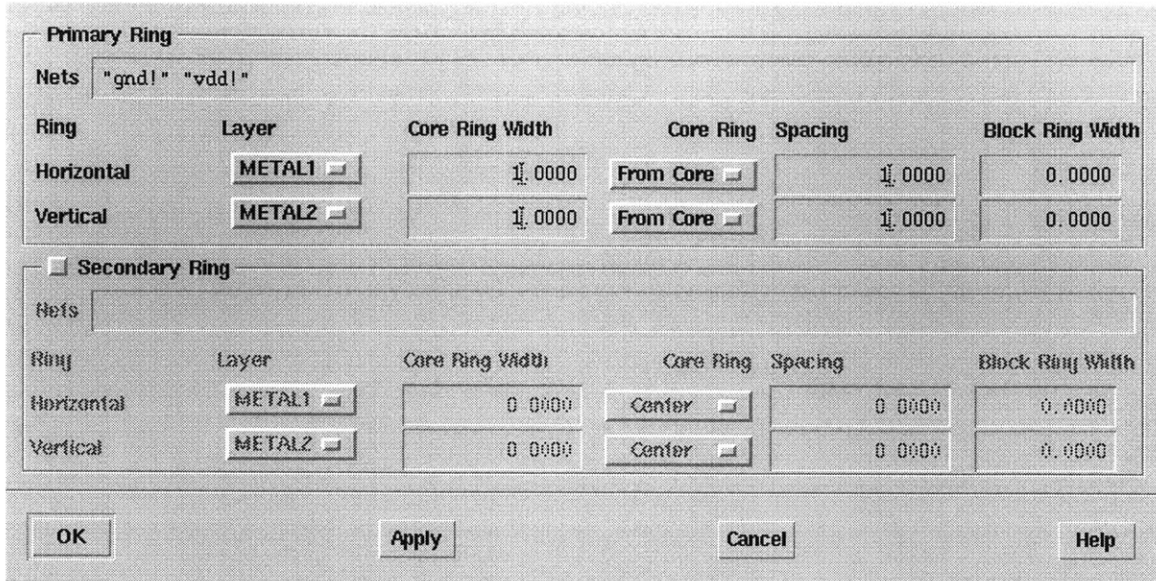 Primary Ring
Nets "gnd!" "vdd!"
Ring Layer Core Ring Width Core Ring Spacing Block Ring Width
Horizontal METAL1 1.0000 From Core 1.0000 0.0000
Vertical METAL2 1.0000 From Core 1.0000 0.0000
Secondary Ring
Nets
Ring Layer Core Ring Width Core Ring Spacing Block Ring Width
Horizontal METAL1 0.0000 Center 0.0000 0.0000
Vertical METAL2 0.0000 Center 0.0000 0.0000
OK Apply Cancel Help